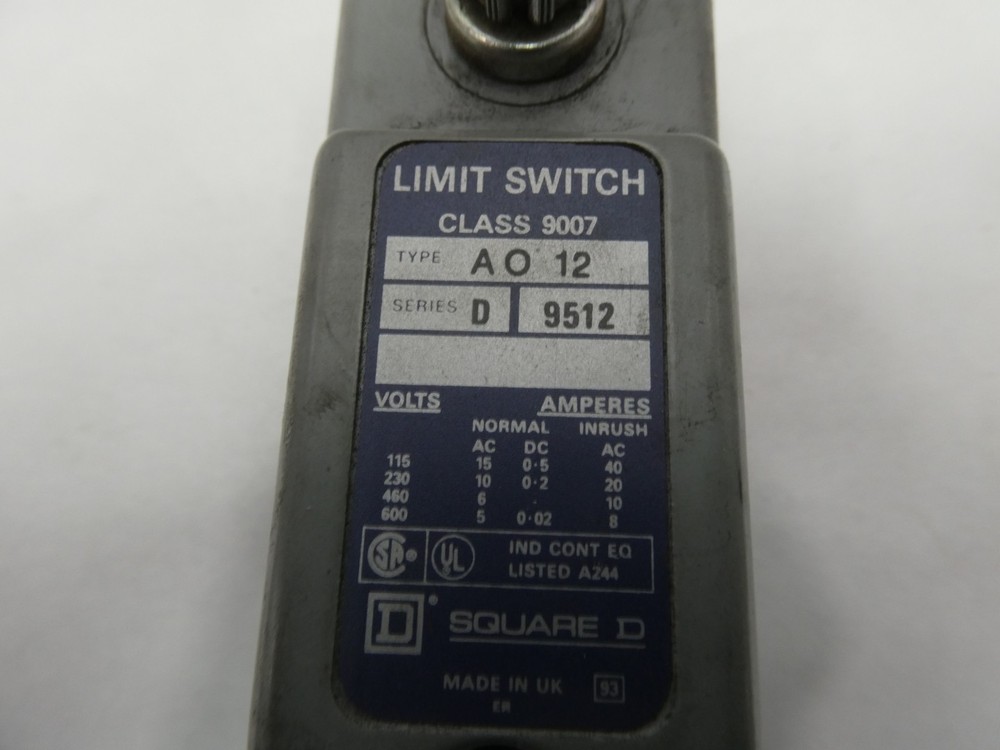 LIMIT SWITCH
CLASS 9007
TYPE AO 12
SERIES D 9512
VOLTS AMPERES
NORMAL INRUSH
AC DC AC
115 15 0·5 40
230 10 0·2 20
460 6 - 10
600 5 0·02 8
SA® UL IND CONT EQ
LISTED A244
D SQUARE D
MADE IN UK 93
ER